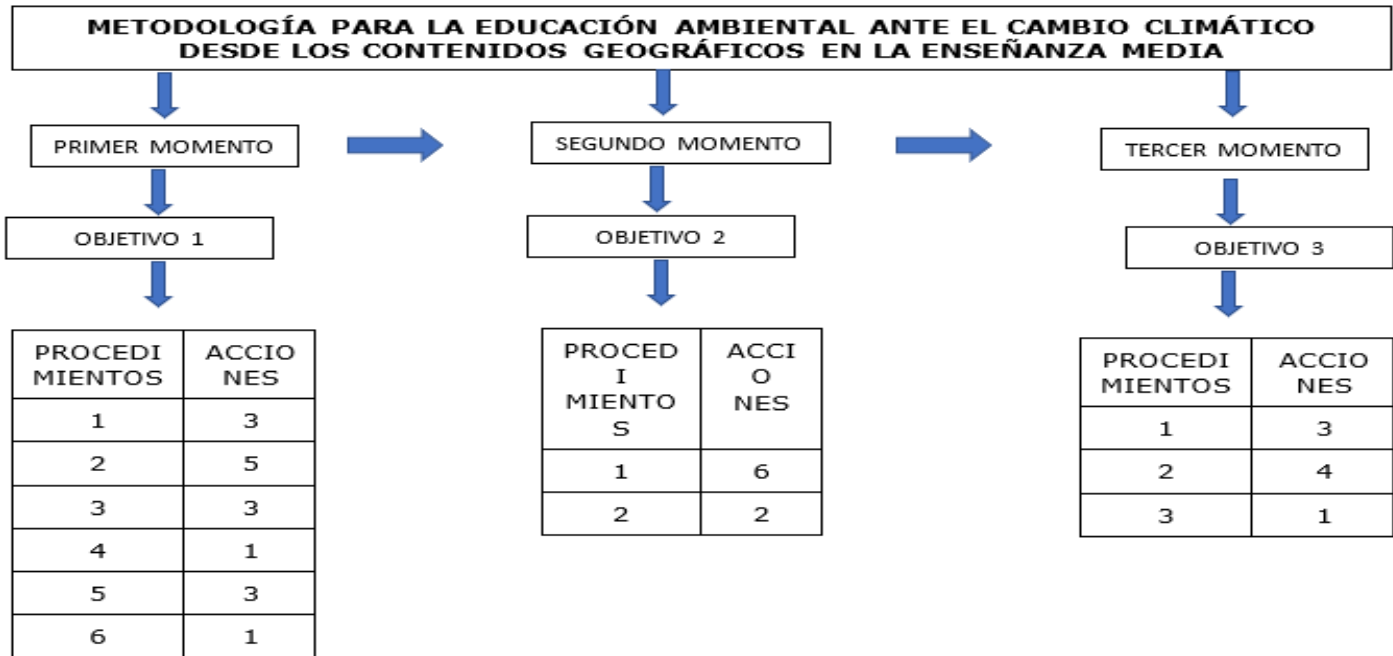 METODOLOGÍA PARA LA EDUCACIÓN AMBIENTAL ANTE EL CAMBIO CLIMÁTICO
DESDE LOS CONTENIDOS GEOGRÁFICOS EN LA ENSEÑANZA MEDIA
PRIMER MOMENTO
SEGUNDO MOMENTO
TERCER MOMENTO
OBJETIVO 1
OBJETIVO 2
OBJETIVO 3
PROCEDI
MIENTOS
ACCIO
NES
1 3
2 5
3 3
4 1
5 3
6 1
PROCED
I
MIENTO
S
ACCI
O
NES
1 6
2 2
PROCEDI
MIENTOS
ACCIO
NES
1 3
2 4
3 1